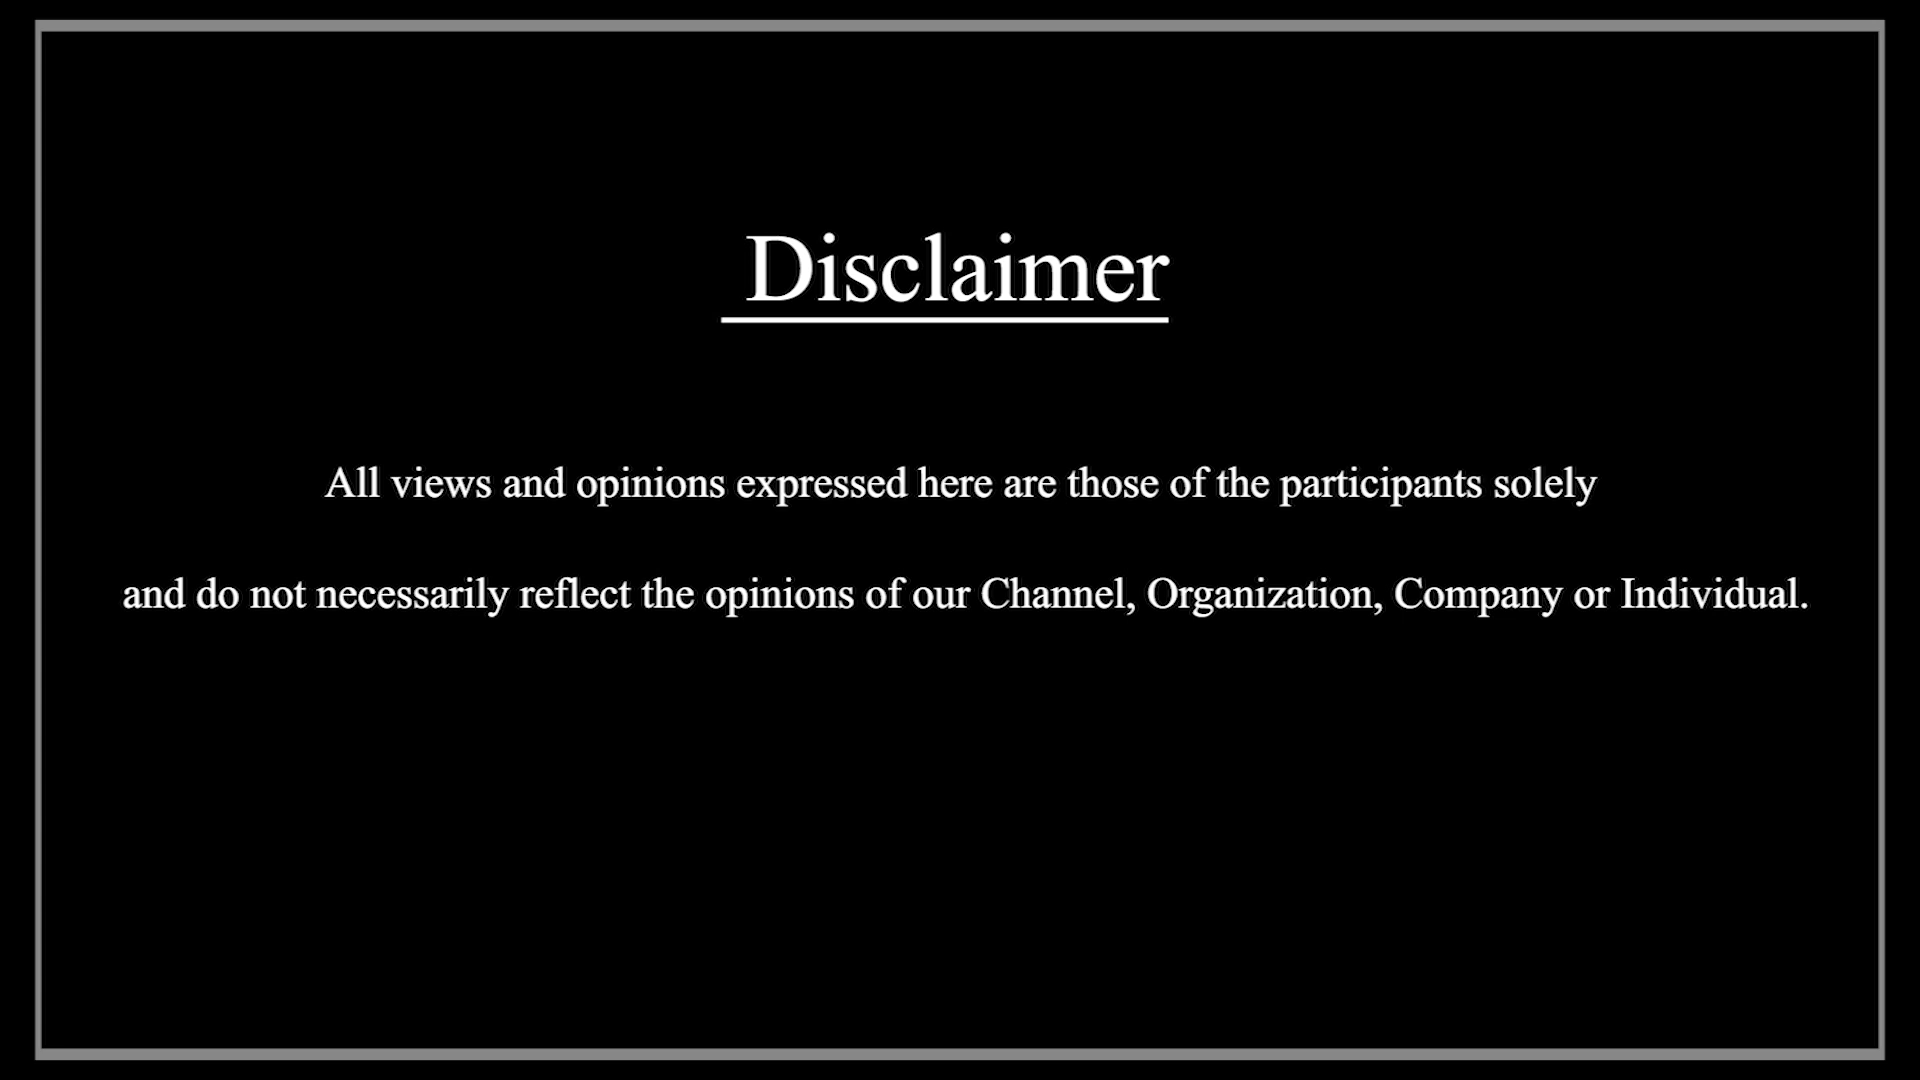 Disclaimer
All views and opinions expressed here are those of the participants solely
and do not necessarily reflect the opinions of our Channel, Organization, Company or Individual.